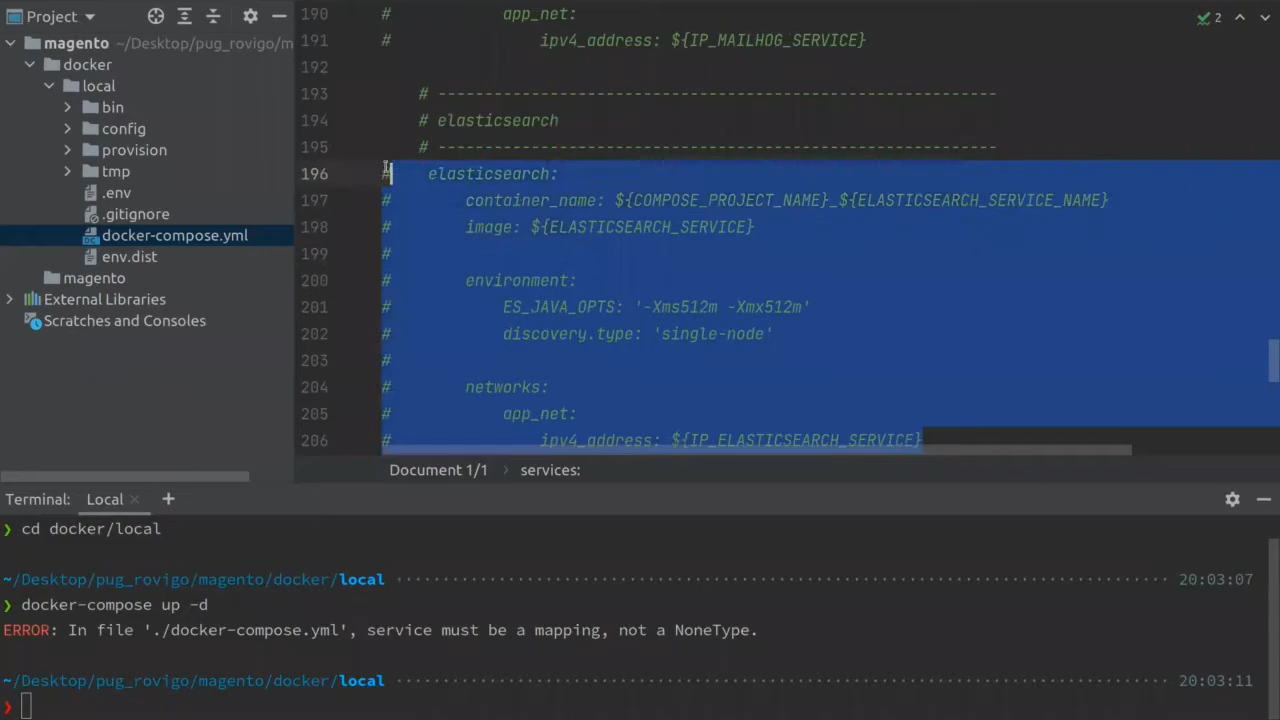 Project
magento ~/Desktop/pug_rovigo/m
docker
local
bin
config
provision
tmp
.env
.gitignore
docker-compose.yml
env.dist
magento
External Libraries
Scratches and Consoles
2
190 # app_net:
191 # ipv4_address: ${IP_MAILHOG_SERVICE}
192
193 # ------------------------------------------------------------
194 # elasticsearch
195 # ------------------------------------------------------------
196 # elasticsearch:
197 # container_name: ${COMPOSE_PROJECT_NAME}_${ELASTICSEARCH_SERVICE_NAME}
198 # image: ${ELASTICSEARCH_SERVICE}
199 #
200 # environment:
201 # ES_JAVA_OPTS: '-Xms512m -Xmx512m'
202 # discovery.type: 'single-node'
203 #
204 # networks:
205 # app_net:
206 # ipv4_address: ${IP_ELASTICSEARCH_SERVICE}
Document 1/1 › services:
Terminal: Local × +
❯ cd docker/local
~/Desktop/pug_rovigo/magento/docker/local 20:03:07
❯ docker-compose up -d
ERROR: In file './docker-compose.yml', service must be a mapping, not a NoneType.
~/Desktop/pug_rovigo/magento/docker/local 20:03:11
❯